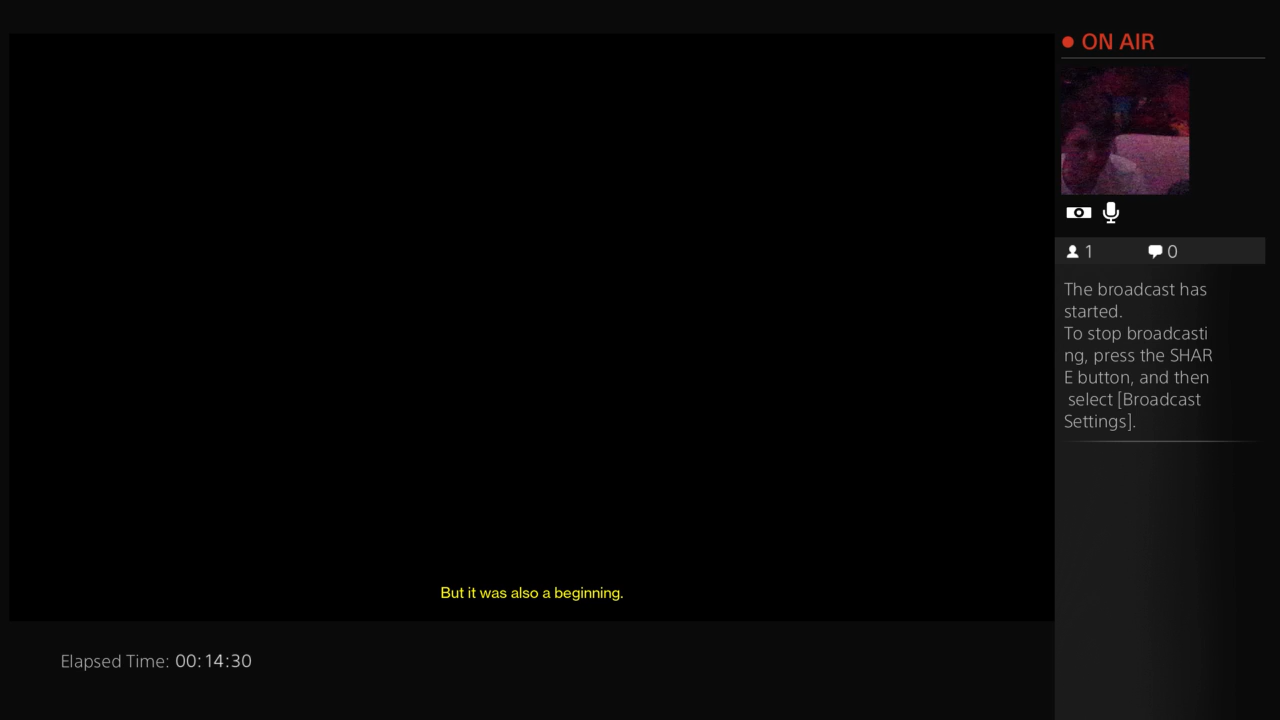 ON AIR
1 0
The broadcast has
started.
To stop broadcasti
ng, press the SHAR
E button, and then
select [Broadcast
Settings].
But it was also a beginning.
Elapsed Time: 00:14:30